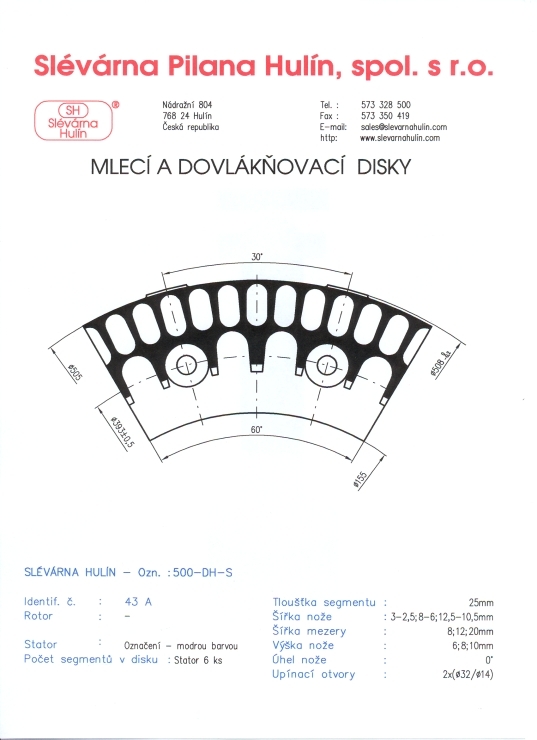 Slévárna Pilana Hulín, spol. s r.o.
SH
Slévárna
Hulín
®
Nádražní 804
768 24 Hulín
Česká republika
Tel. : 573 328 500
Fax : 573 350 419
E-mail: sales@slevarnahulin.com
http: www.slevarnahulin.com
MLECÍ A DOVLÁKŇOVACÍ DISKY
30°
ø505
ø508
ø393±0,5
60°
ø155
SLÉVÁRNA HULÍN – Ozn. :500-DH-S
Identif. č. : 43 A
Rotor : –
Stator : Označení – modrou barvou
Počet segmentů v disku : Stator 6 ks
Tloušťka segmentu : 25mm
Šířka nože : 3-2,5;8-6;12,5-10,5mm
Šířka mezery : 8;12;20mm
Výška nože : 6;8;10mm
Úhel nože : 0°
Upínací otvory : 2x(ø32/ø14)